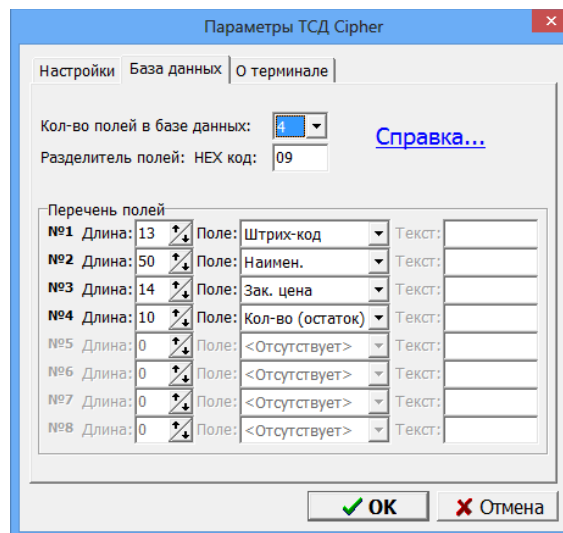 Параметры ТСД Cipher
Настройки База данных О терминале
Кол-во полей в базе данных: 4 Справка...
Разделитель полей: HEX код: 09
Перечень полей
№1 Длина: 13 Поле: Штрих-код Текст:
№2 Длина: 50 Поле: Наимен. Текст:
№3 Длина: 14 Поле: Зак. цена Текст:
№4 Длина: 10 Поле: Кол-во (остаток) Текст:
№5 Длина: 0 Поле: <Отсутствует> Текст:
№6 Длина: 0 Поле: <Отсутствует> Текст:
№7 Длина: 0 Поле: <Отсутствует> Текст:
№8 Длина: 0 Поле: <Отсутствует> Текст:
OK Отмена